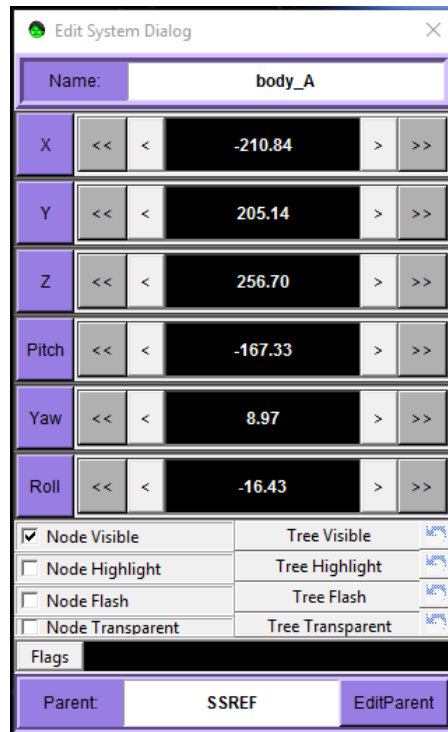 Edit System Dialog
Name: body_A
X << < -210.84 > >>
Y << < 205.14 > >>
Z << < 256.70 > >>
Pitch << < -167.33 > >>
Yaw << < 8.97 > >>
Roll << < -16.43 > >>
Node Visible Tree Visible
Node Highlight Tree Highlight
Node Flash Tree Flash
Node Transparent Tree Transparent
Flags
Parent: SSREF EditParent